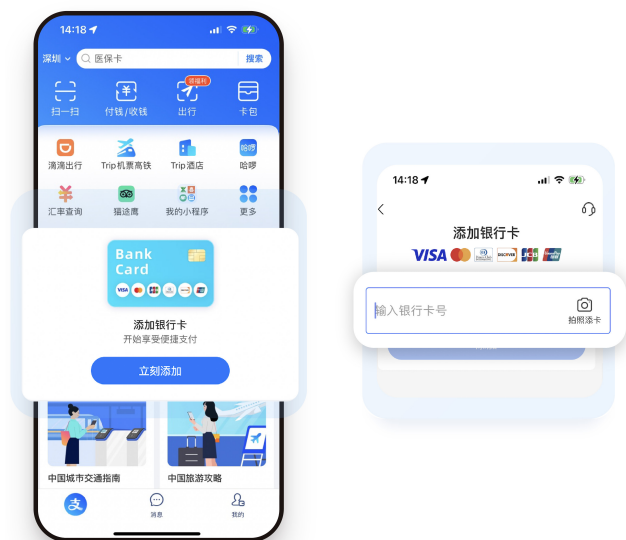 14:18
深圳
医保卡
搜索
领福利
扫一扫
付钱/收钱
出行
卡包
滴滴出行
Trip机票高铁
Trip酒店
哈啰
哈啰
汇率查询
猫途鹰
我的小程序
更多
Bank
Card
VISA
添加银行卡
开始享受便捷支付
立刻添加
中国城市交通指南
中国旅游攻略
支
消息
我的
14:18
添加银行卡
VISA
DISCOVER
JCB
输入银行卡号
拍照添卡